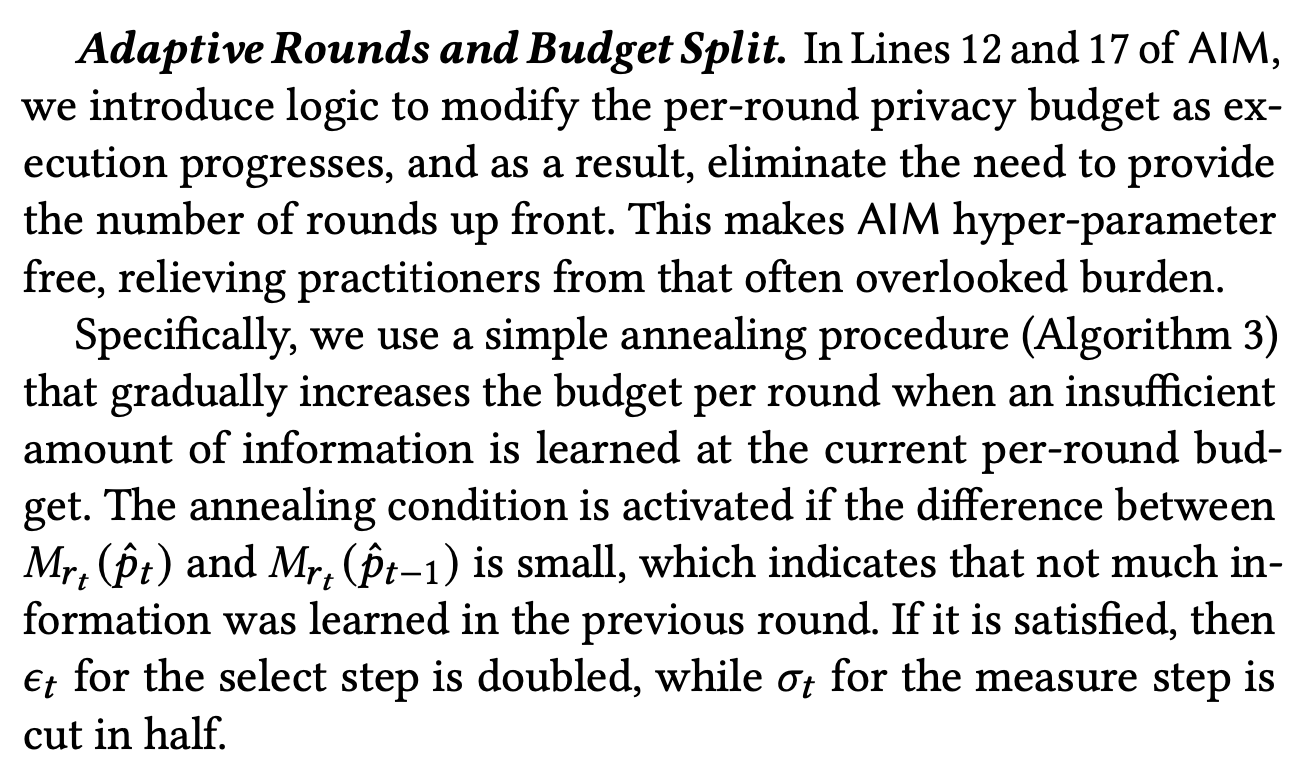 Adaptive Rounds and Budget Split. In Lines 12 and 17 of AIM,
we introduce logic to modify the per-round privacy budget as ex-
ecution progresses, and as a result, eliminate the need to provide
the number of rounds up front. This makes AIM hyper-parameter
free, relieving practitioners from that often overlooked burden.
Specifically, we use a simple annealing procedure (Algorithm 3)
that gradually increases the budget per round when an insufficient
amount of information is learned at the current per-round bud-
get. The annealing condition is activated if the difference between
$M_{r_t}(\hat{p}_t)$ and $M_{r_t}(\hat{p}_{t-1})$ is small, which indicates that not much in-
formation was learned in the previous round. If it is satisfied, then
$\epsilon_t$ for the select step is doubled, while $\sigma_t$ for the measure step is
cut in half.